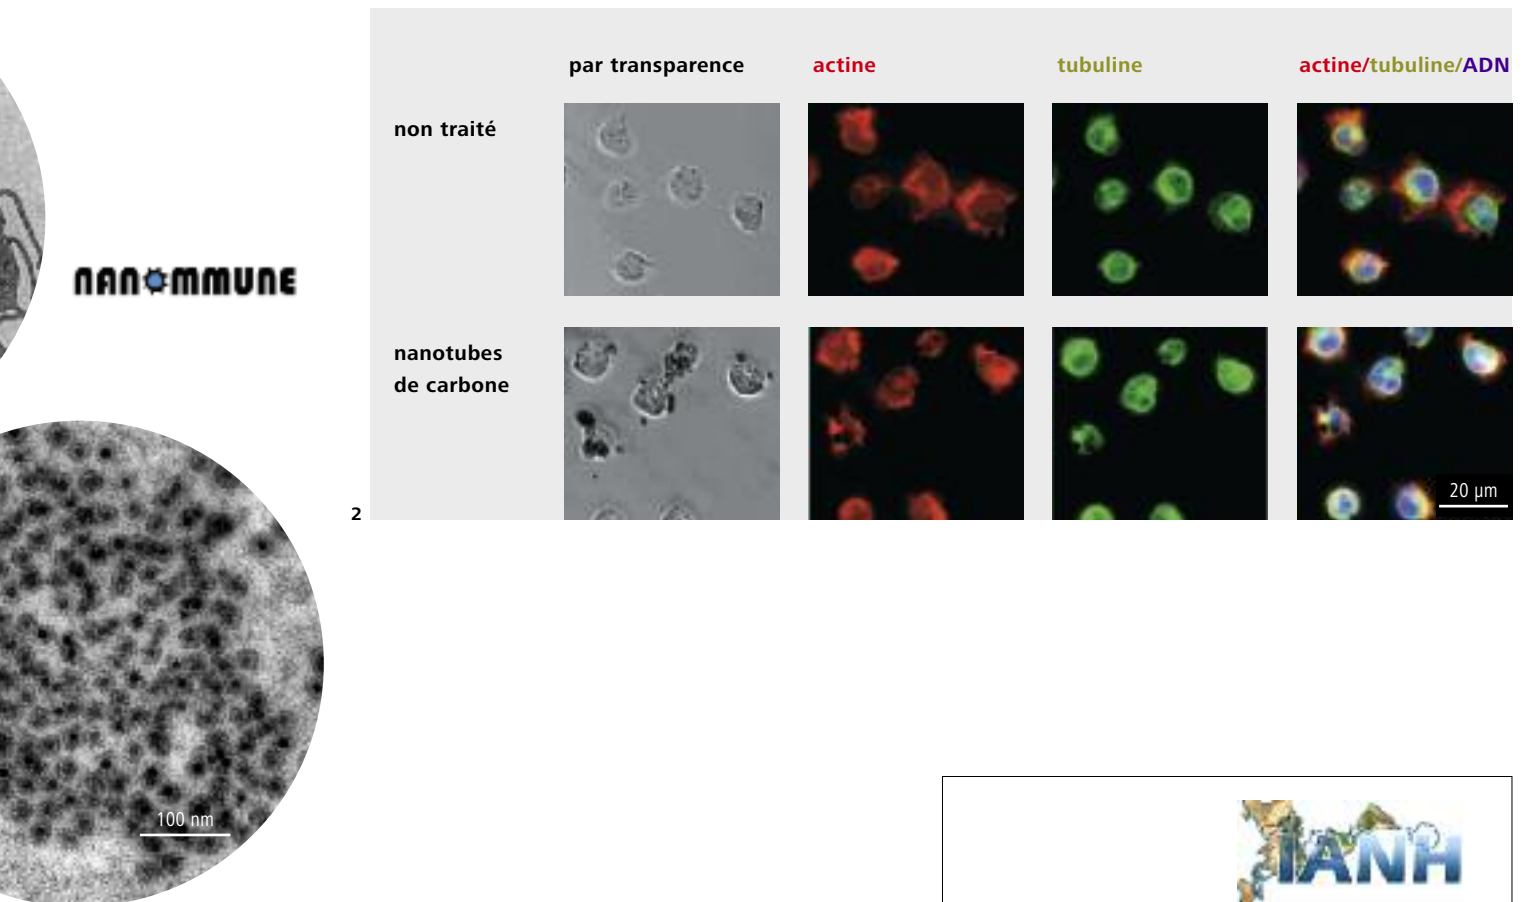 par transparence
actine
tubuline
actine/tubuline/ADN
non traité
nanotubes
de carbone
20 µm
2
NANOMMUNE
100 nm
IANH